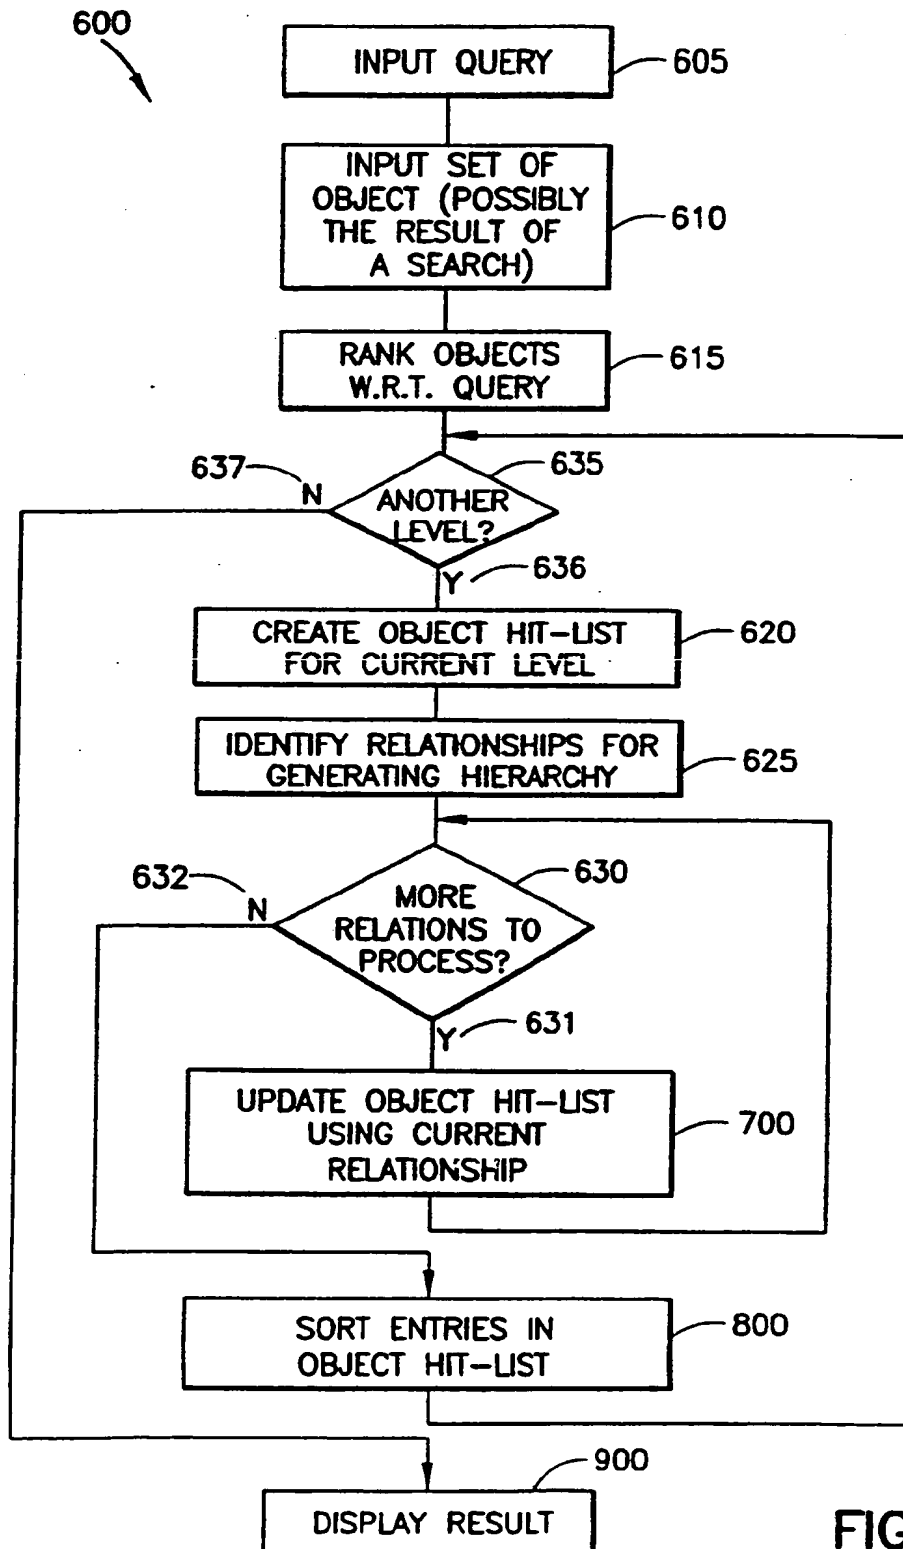 600
INPUT QUERY
605
INPUT SET OF
OBJECT (POSSIBLY
THE RESULT OF
A SEARCH)
610
RANK OBJECTS
W.R.T. QUERY
615
637
N
635
ANOTHER
LEVEL?
Y
636
CREATE OBJECT HIT-LIST
FOR CURRENT LEVEL
620
IDENTIFY RELATIONSHIPS FOR
GENERATING HIERARCHY
625
632
N
630
MORE
RELATIONS TO
PROCESS?
Y
631
UPDATE OBJECT HIT-LIST
USING CURRENT
RELATIONSHIP
700
SORT ENTRIES IN
OBJECT HIT-LIST
800
900
DISPLAY RESULT
FIG